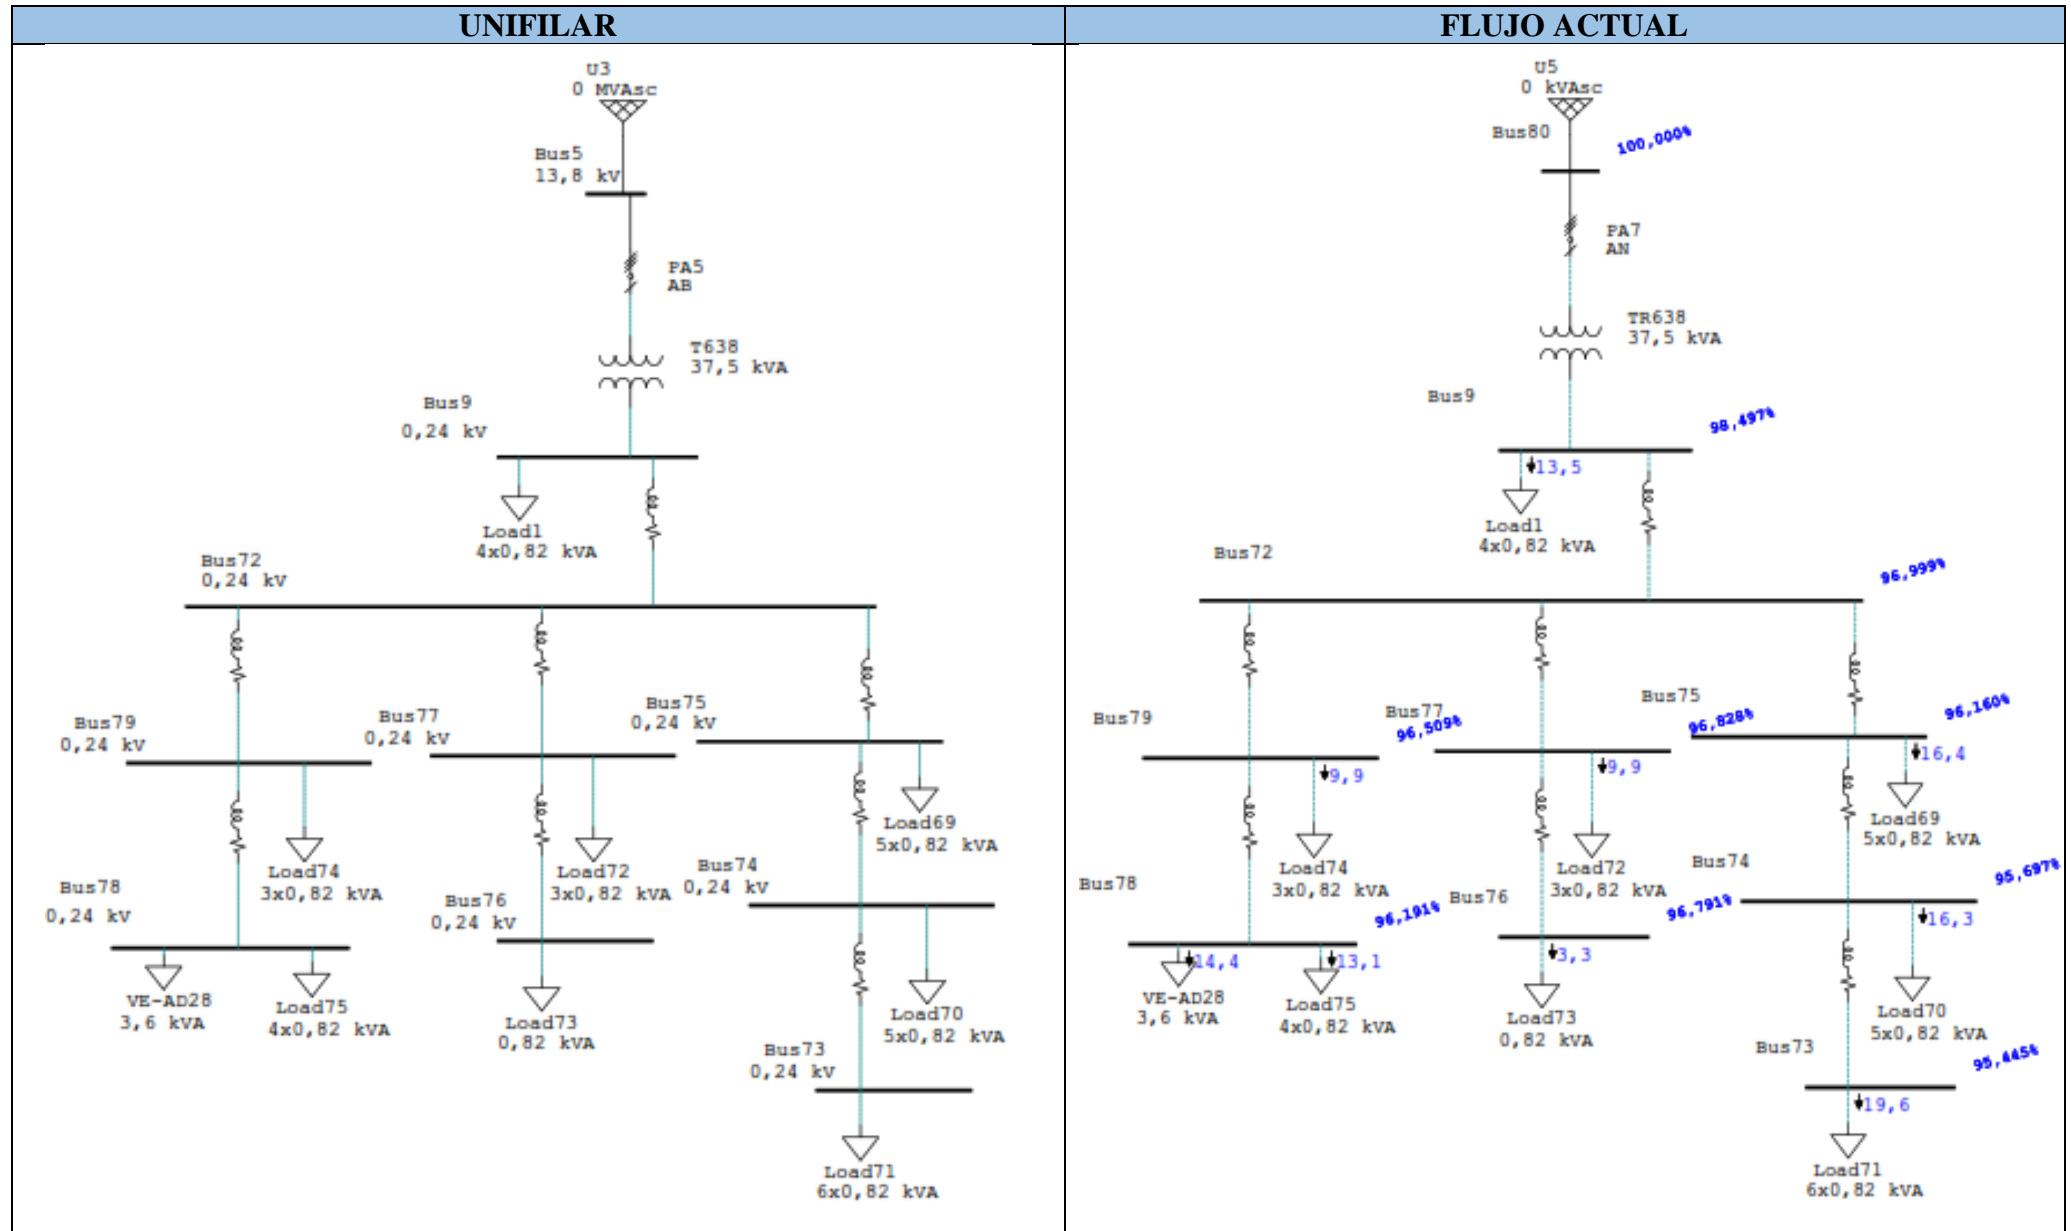 UNIFILAR
U3
0 MVAsc
Bus5
13,8 kV
PA5
AB
T638
37,5 kVA
Bus9
0,24 kV
Load1
4x0,82 kVA
Bus72
0,24 kV
Bus79
0,24 kV
Bus77
0,24 kV
Bus75
0,24 kV
Load69
5x0,82 kVA
Load74
3x0,82 kVA
Load72
3x0,82 kVA
Bus74
0,24 kV
Bus78
0,24 kV
Bus76
0,24 kV
VE-AD28
3,6 kVA
Load75
4x0,82 kVA
Load73
0,82 kVA
Load70
5x0,82 kVA
Bus73
0,24 kV
Load71
6x0,82 kVA
FLUJO ACTUAL
U5
0 kVAsc
Bus80
100,000%
PA7
AN
TR638
37,5 kVA
Bus9
98,497%
13,5
Load1
4x0,82 kVA
Bus72
96,999%
Bus79
Bus77
96,509%
Bus75
96,828%
96,160%
9,9
9,9
16,4
Load69
5x0,82 kVA
Load74
3x0,82 kVA
Load72
3x0,82 kVA
Bus74
95,697%
Bus78
96,191%
Bus76
96,791%
16,3
14,4
13,1
3,3
VE-AD28
3,6 kVA
Load75
4x0,82 kVA
Load73
0,82 kVA
Load70
5x0,82 kVA
Bus73
95,445%
19,6
Load71
6x0,82 kVA